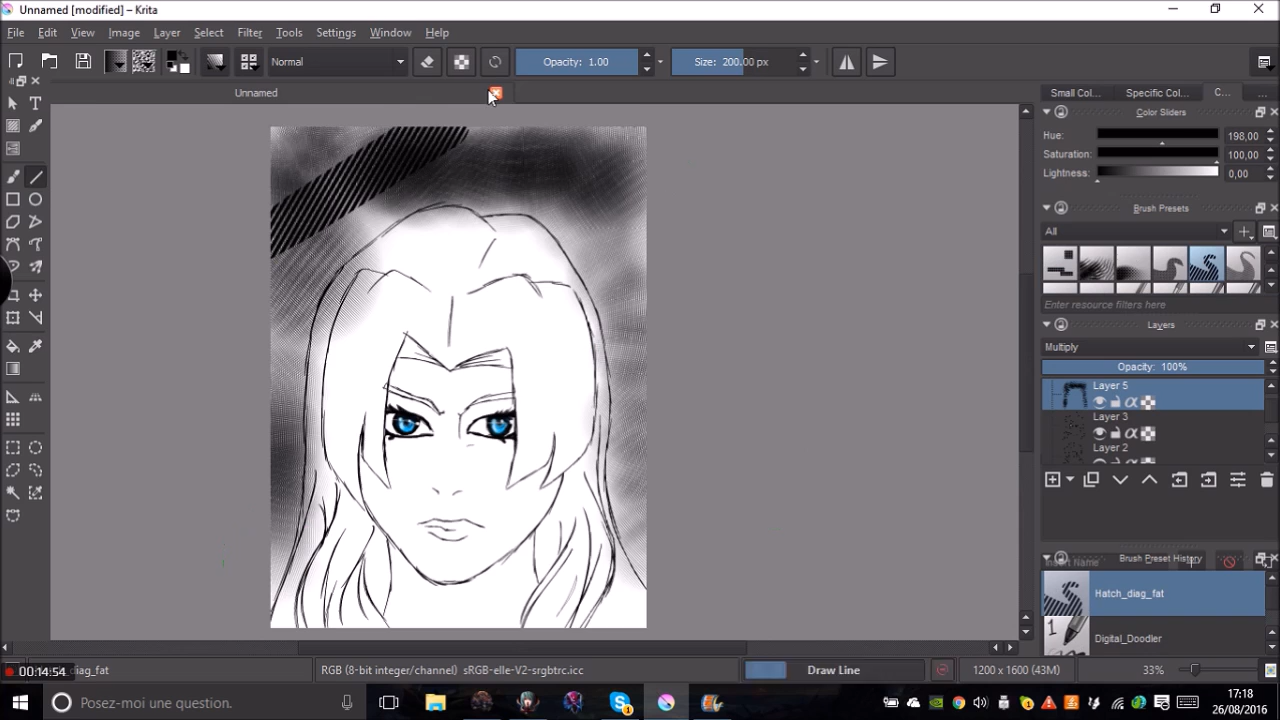 Unnamed [modified] – Krita
File Edit View Image Layer Select Filter Tools Settings Window Help
Normal Opacity: 1.00 Size: 200.00 px
Unnamed
Small Col... Specific Col... C... ...
Color Sliders
Hue: 198,00
Saturation: 100,00
Lightness: 0,00
Brush Presets
All
Enter resource filters here
Layers
Multiply
Opacity: 100%
Layer 5
Layer 3
Layer 2
Brush Preset History
Insert Name
Hatch_diag_fat
Digital_Doodler
00:14:54 diag_fat RGB (8-bit integer/channel) sRGB-elle-V2-srgbtrc.icc Draw Line 1200 x 1600 (43M) 33%
Posez-moi une question.
17:18
26/08/2016